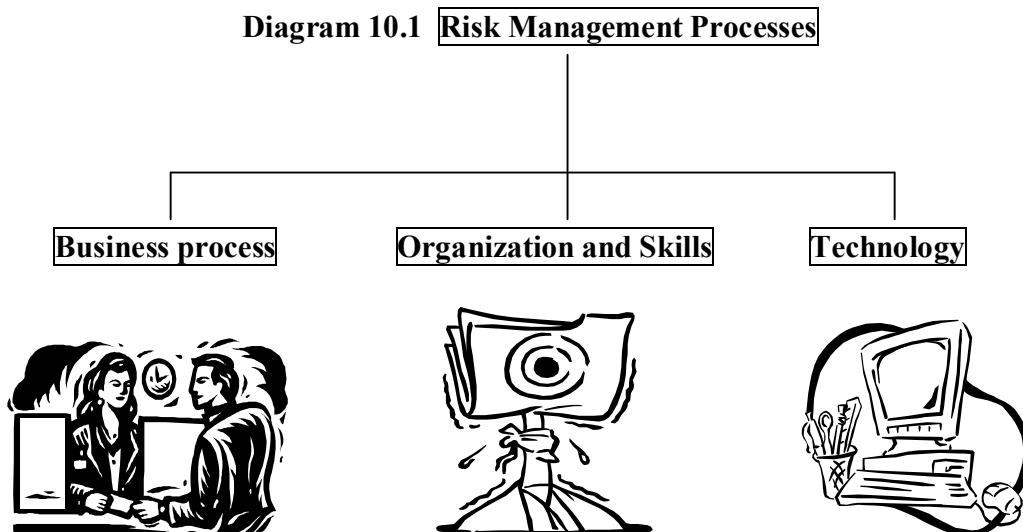 Diagram 10.1 Risk Management Processes
Business process
Organization and Skills
Technology